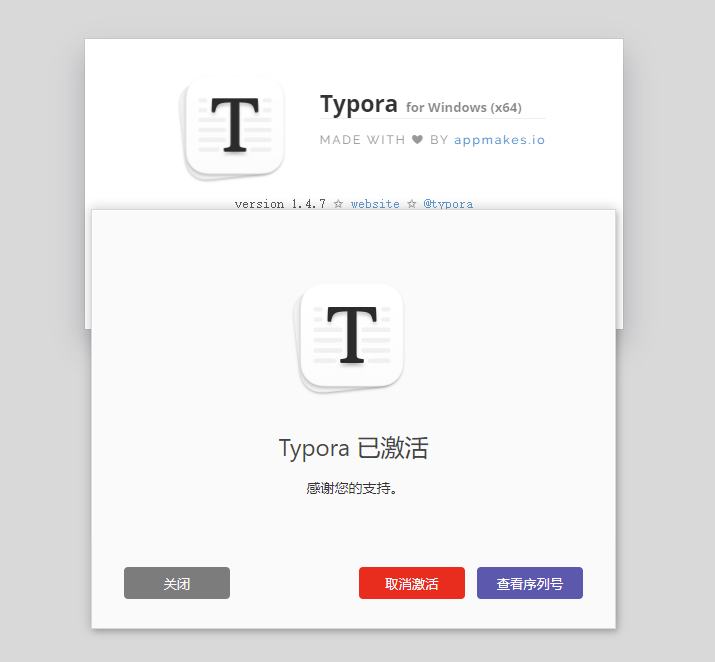 T
Typora for Windows (x64)
MADE WITH ♥ BY appmakes.io
version 1.4.7 ☆ website ☆ @typora
T
Typora 已激活
感谢您的支持。
关闭 取消激活 查看序列号